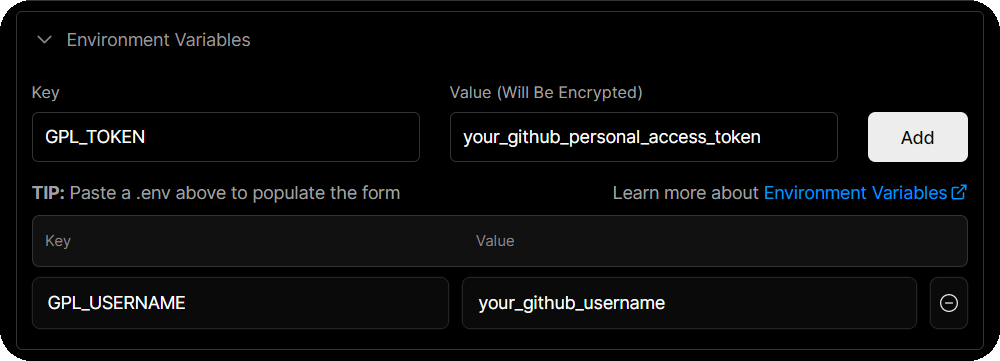 Environment Variables
Key Value (Will Be Encrypted)
GPL_TOKEN your_github_personal_access_token Add
TIP: Paste a .env above to populate the form Learn more about Environment Variables
Key Value
GPL_USERNAME your_github_username